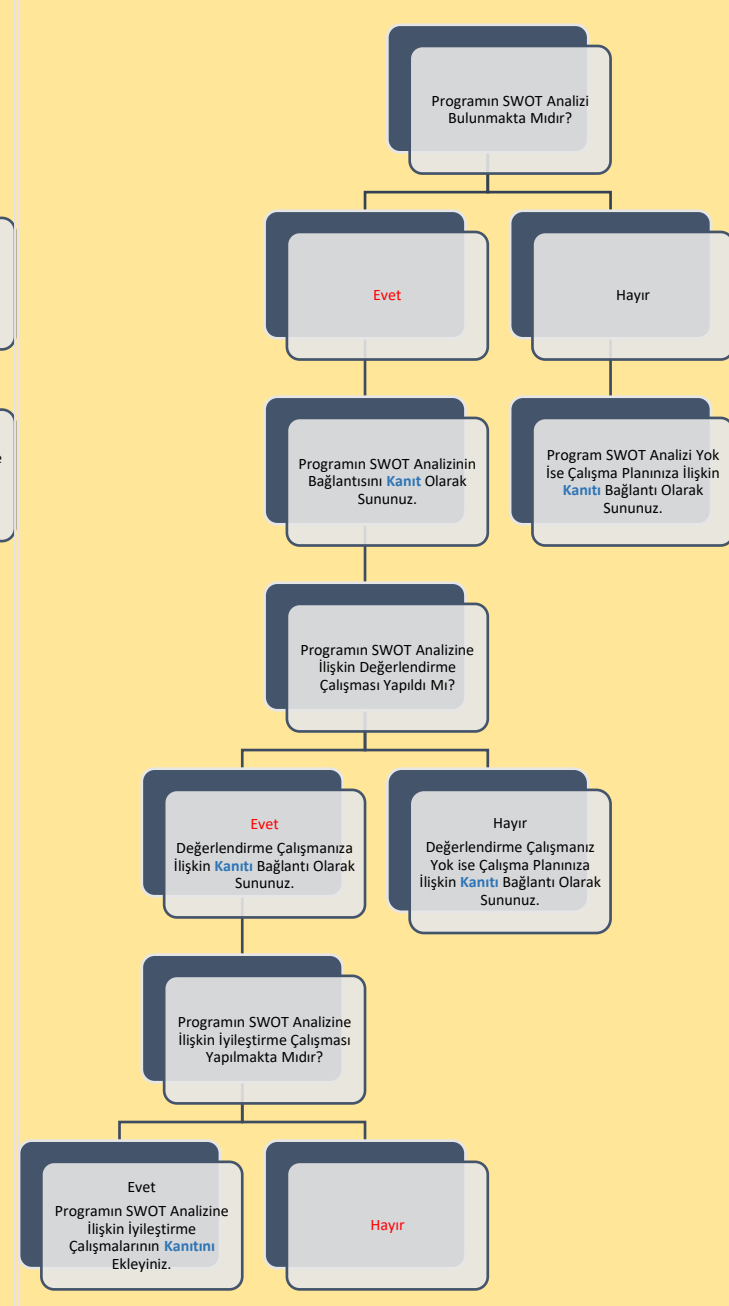 Programın SWOT Analizi
Bulunmakta Mıdır?
Evet
Hayır
Programın SWOT Analizinin
Bağlantısını Kanıt Olarak
Sununuz.
Program SWOT Analizi Yok
İse Çalışma Planınıza İlişkin
Kanıtı Bağlantı Olarak
Sununuz.
Programın SWOT Analizine
İlişkin Değerlendirme
Çalışması Yapıldı Mı?
Evet
Değerlendirme Çalışmanıza
İlişkin Kanıtı Bağlantı Olarak
Sununuz.
Hayır
Değerlendirme Çalışmanız
Yok ise Çalışma Planınıza
İlişkin Kanıtı Bağlantı Olarak
Sununuz.
Programın SWOT Analizine
İlişkin İyileştirme Çalışması
Yapılmakta Mıdır?
Evet
Programın SWOT Analizine
İlişkin İyileştirme
Çalışmalarının Kanıtını
Ekleyiniz.
Hayır